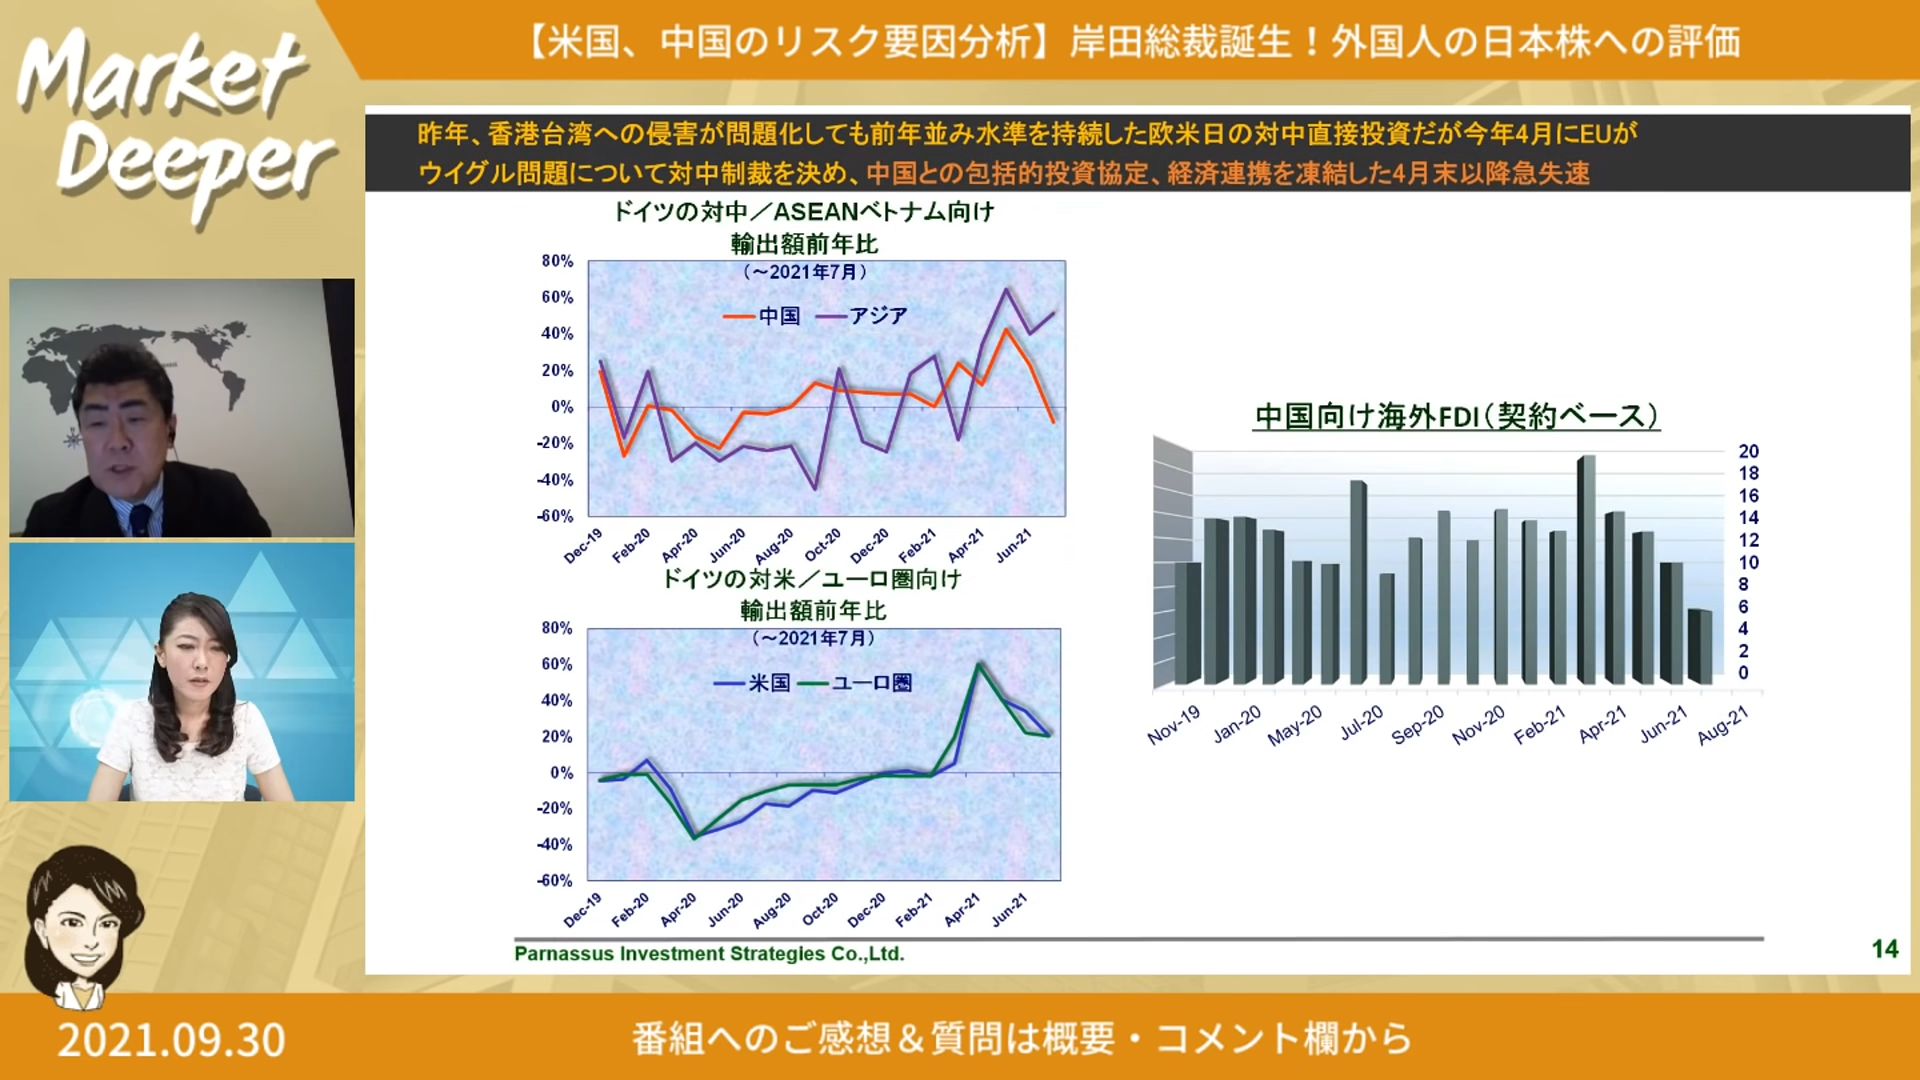 Market
Deeper
【米国、中国のリスク要因分析】岸田総裁誕生！外国人の日本株への評価
昨年、香港台湾への侵害が問題化しても前年並み水準を持続した欧米日の対中直接投資だが今年4月にEUが
ウイグル問題について対中制裁を決め、中国との包括的投資協定、経済連携を凍結した4月末以降急失速
ドイツの対中／ASEANベトナム向け
輸出額前年比
（～2021年7月）
中国 アジア
80%
60%
40%
20%
0%
-20%
-40%
-60%
Dec-19 Feb-20 Apr-20 Jun-20 Aug-20 Oct-20 Dec-20 Feb-21 Apr-21 Jun-21
ドイツの対米／ユーロ圏向け
輸出額前年比
（～2021年7月）
米国 ユーロ圏
80%
60%
40%
20%
0%
-20%
-40%
-60%
Dec-19 Feb-20 Apr-20 Jun-20 Aug-20 Oct-20 Dec-20 Feb-21 Apr-21 Jun-21
中国向け海外FDI（契約ベース）
20
18
16
14
12
10
8
6
4
2
0
Nov-19 Jan-20 May-20 Jul-20 Sep-20 Nov-20 Feb-21 Apr-21 Jun-21 Aug-21
Parnassus Investment Strategies Co.,Ltd.
14
2021.09.30
番組へのご感想＆質問は概要・コメント欄から